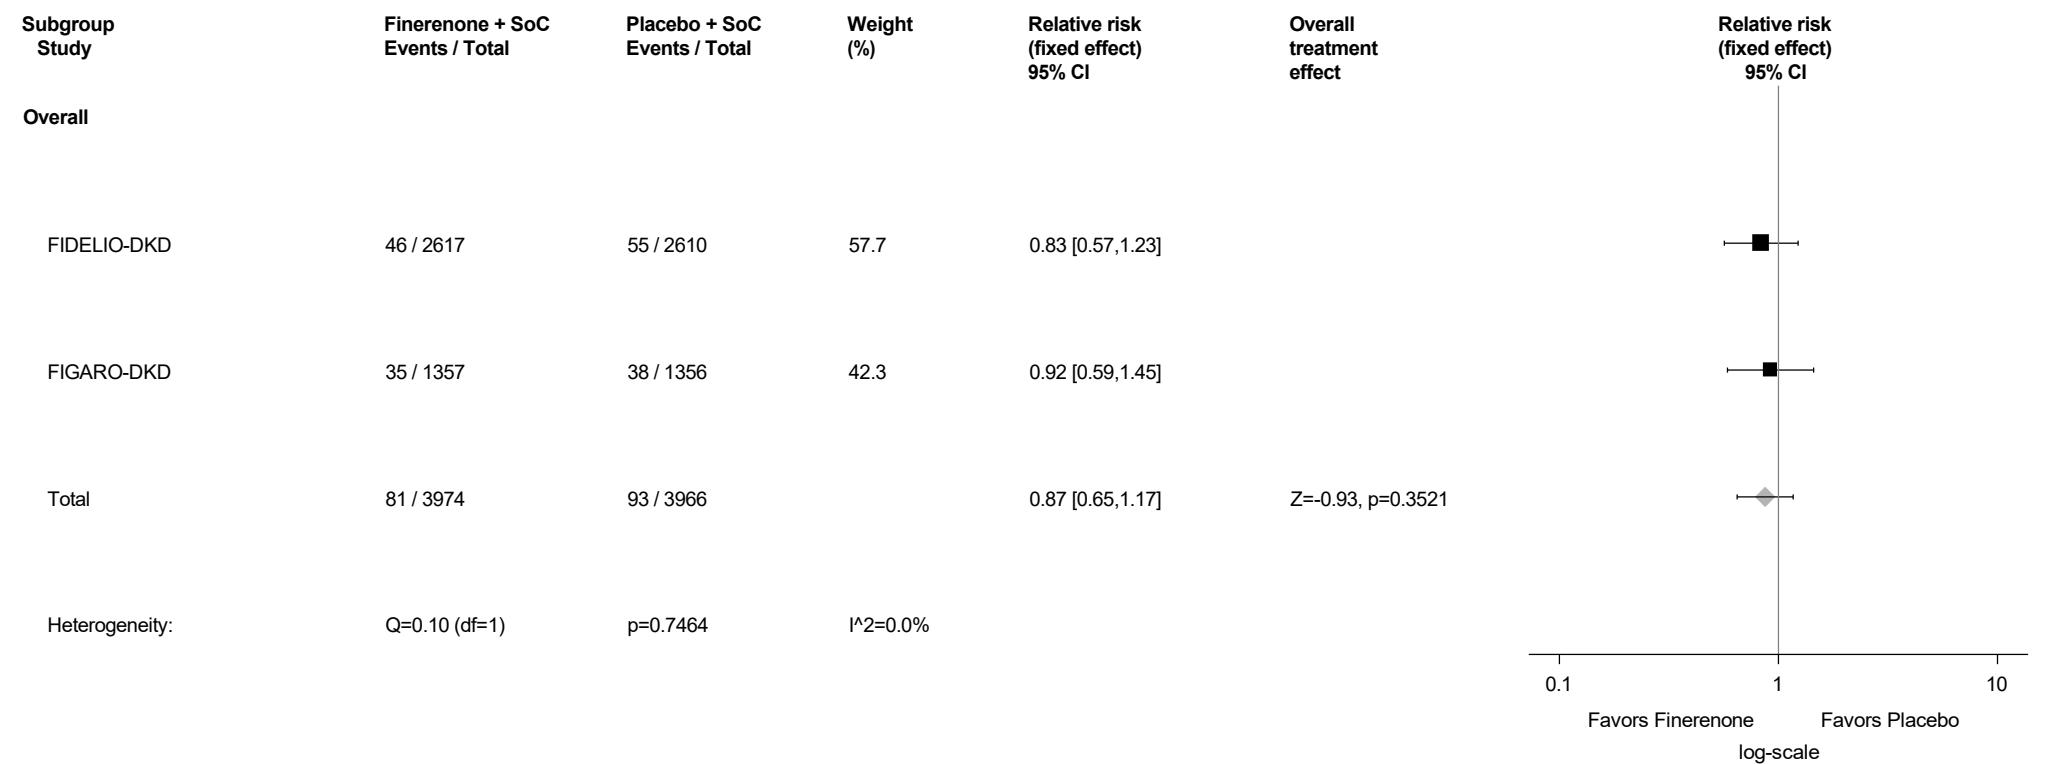 Subgroup Finerenone + SoC Placebo + SoC Weight Relative risk Overall Relative risk
Study Events / Total Events / Total (%) (fixed effect) treatment (fixed effect)
95% CI effect 95% CI
Overall
FIDELIO-DKD 46 / 2617 55 / 2610 57.7 0.83 [0.57,1.23]
FIGARO-DKD 35 / 1357 38 / 1356 42.3 0.92 [0.59,1.45]
Total 81 / 3974 93 / 3966 0.87 [0.65,1.17] Z=-0.93, p=0.3521
Heterogeneity: Q=0.10 (df=1) p=0.7464 I^2=0.0%
0.1 1 10
Favors Finerenone Favors Placebo
log-scale